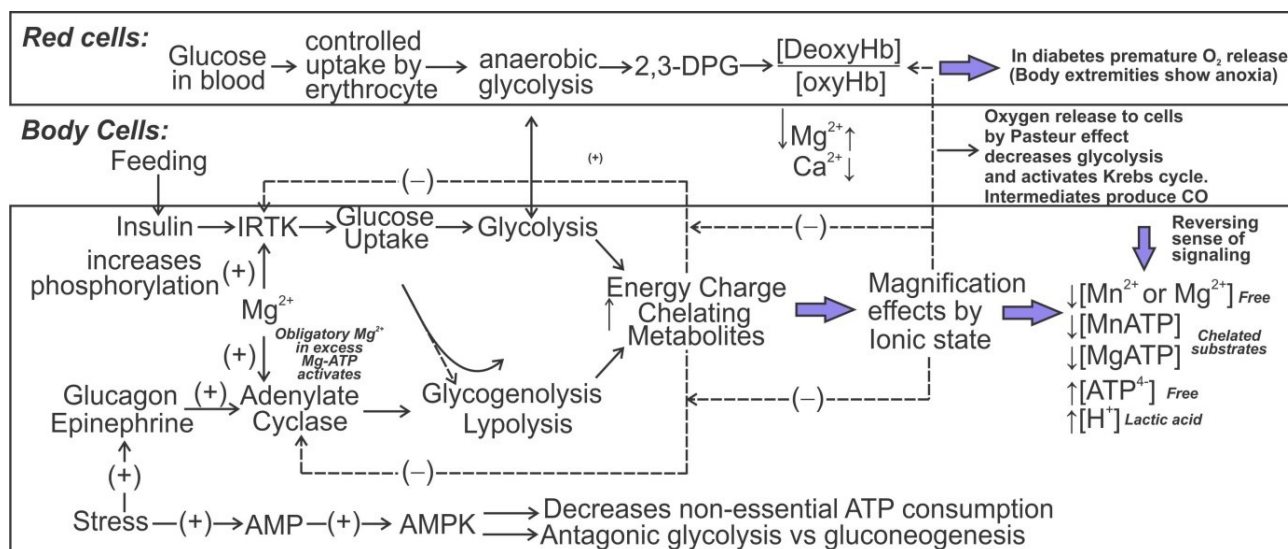 Red cells:
Glucose
in blood
controlled
uptake by
erythrocyte
anaerobic
glycolysis
2,3-DPG
[DeoxyHb]
[oxyHb]
In diabetes premature O₂ release
(Body extremities show anoxia)
Body Cells:
Feeding
(+)
↓Mg²⁺↑
Ca²⁺↓
Oxygen release to cells
by Pasteur effect
decreases glycolysis
and activates Krebs cycle.
Intermediates produce CO
(–)
Insulin
IRTK
Glucose
Uptake
Glycolysis
(–)
Reversing
sense of
signaling
increases
phosphorylation
(+)
Mg²⁺
(+)
Obligatory Mg²⁺
in excess
Mg-ATP
activates
↑Energy Charge
Chelating
Metabolites
Magnification
effects by
Ionic state
↓[Mn²⁺ or Mg²⁺] Free
↓[MnATP]
↓[MgATP]
Chelated
substrates
↑[ATP⁴⁻] Free
↑[H⁺] Lactic acid
Glucagon
Epinephrine
(+)
Adenylate
Cyclase
Glycogenolysis
Lypolysis
(–)
(–)
(+)
Stress
(+)
AMP
(+)
AMPK
Decreases non-essential ATP consumption
Antagonic glycolysis vs gluconeogenesis